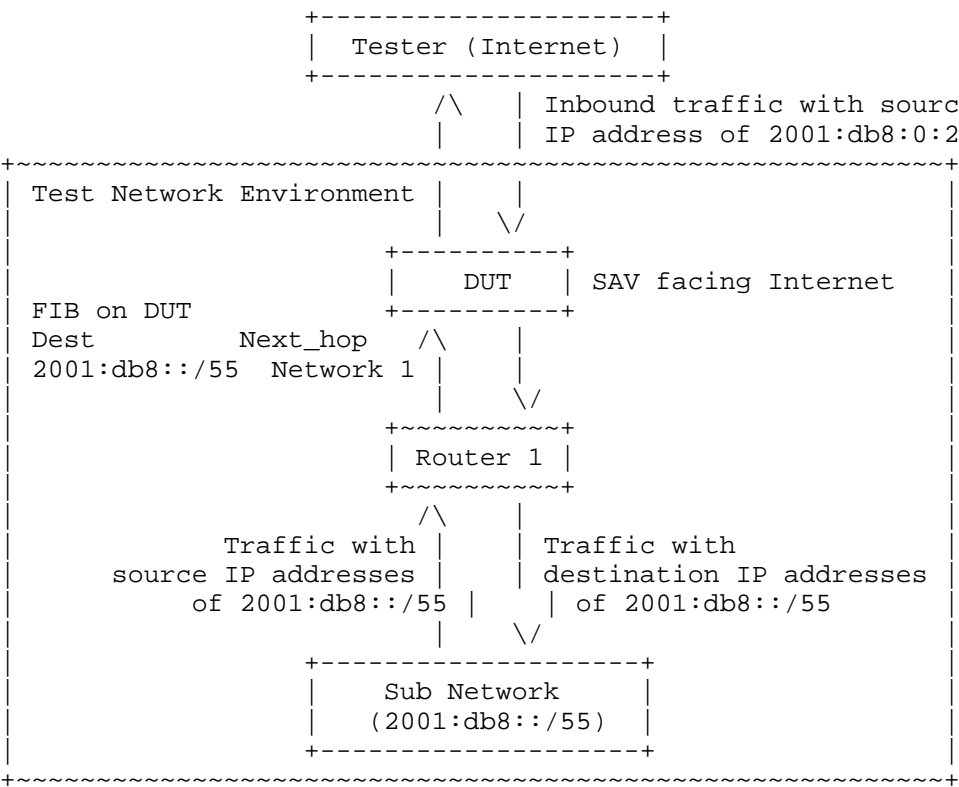 Tester (Internet)
Inbound traffic with sourc
IP address of 2001:db8:0:2
Test Network Environment
DUT SAV facing Internet
FIB on DUT
Dest Next_hop
2001:db8::/55 Network 1
Router 1
Traffic with Traffic with
source IP addresses destination IP addresses
of 2001:db8::/55 of 2001:db8::/55
Sub Network
(2001:db8::/55)